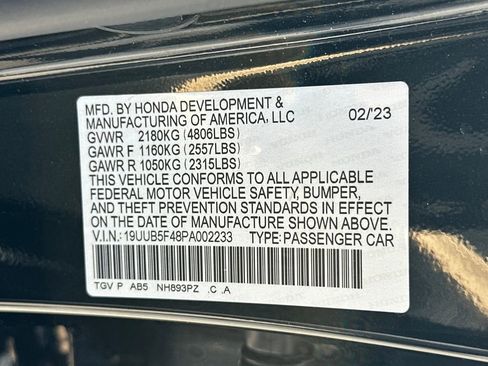 MFD. BY HONDA DEVELOPMENT &
MANUFACTURING OF AMERICA, LLC 02/'23
GVWR 2180KG (4806LBS)
GAWR F 1160KG (2557LBS)
GAWR R 1050KG (2315LBS)
THIS VEHICLE CONFORMS TO ALL APPLICABLE
FEDERAL MOTOR VEHICLE SAFETY, BUMPER,
AND THEFT PREVENTION STANDARDS IN EFFECT
ON THE DATE OF MANUFACTURE SHOWN ABOVE.
V.I.N.: 19UUB5F48PA002233 TYPE: PASSENGER CAR
TGV P AB5 NH893PZ .C .A